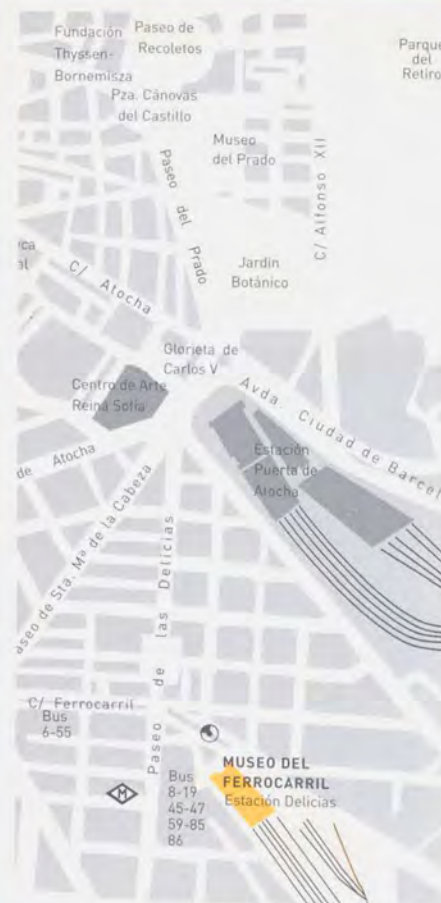 Fundación
Thyssen-
Bornemisza
Paseo de
Recoletos
Parque
del
Retiro
Pza. Cánovas
del Castillo
Museo
del Prado
C/ Alfonso XII
Paseo del Prado
Jardín
Botánico
C/ Atocha
Glorieta de
Carlos V
Centro de Arte
Reina Sofía
Avda. Ciudad de Barcel
Estación
Puerta de
Atocha
de Atocha
aseo de Sta. Mª de la Cabeza
Paseo de las Delicias
C/ Ferrocarril
Bus
6-55
M
Bus
8-19
45-47
59-85
86
MUSEO DEL
FERROCARRIL
Estación Delicias